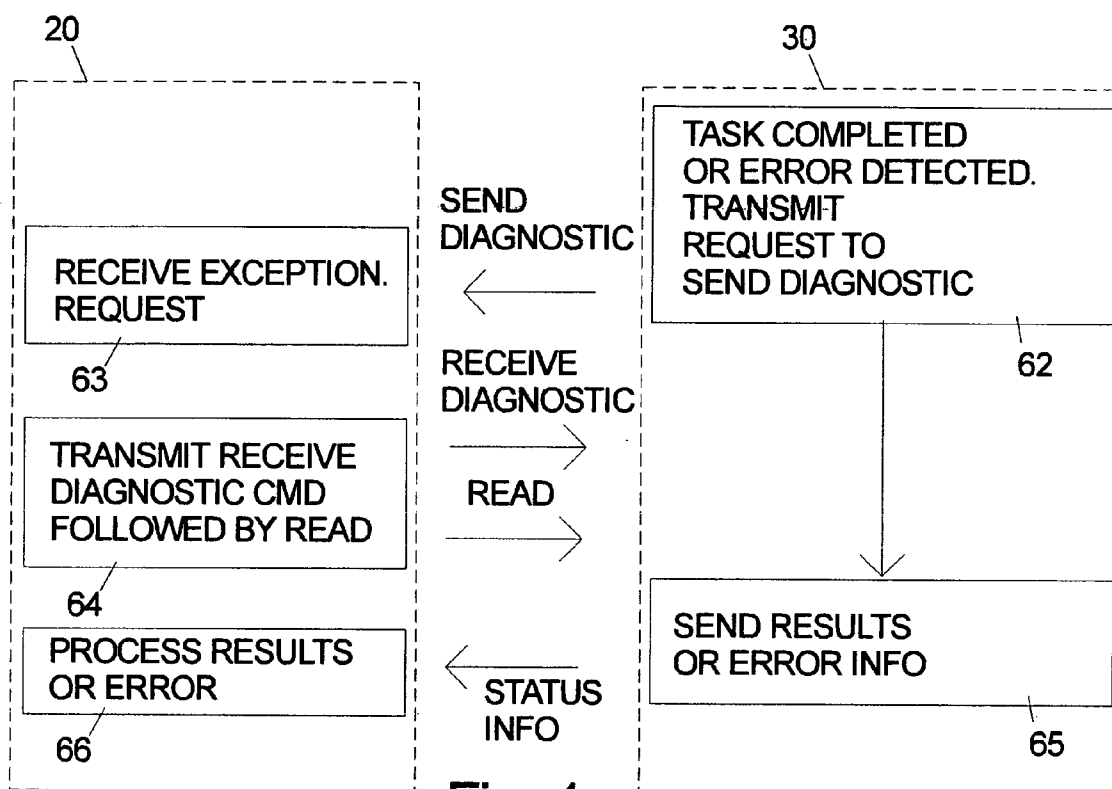 20
30
TASK COMPLETED
OR ERROR DETECTED.
TRANSMIT
REQUEST TO
SEND DIAGNOSTIC
62
SEND
DIAGNOSTIC
RECEIVE EXCEPTION.
REQUEST
63
RECEIVE
DIAGNOSTIC
TRANSMIT RECEIVE
DIAGNOSTIC CMD
FOLLOWED BY READ
64
READ
SEND RESULTS
OR ERROR INFO
65
PROCESS RESULTS
OR ERROR
66
STATUS
INFO